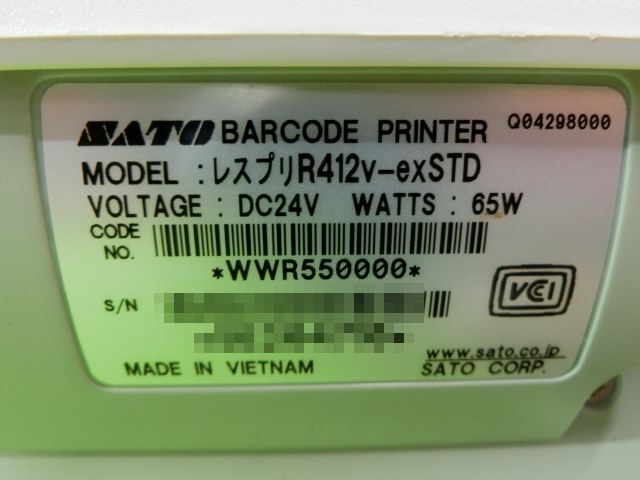 SATO BARCODE PRINTER Q04298000
MODEL : レスプリR412v-exSTD
VOLTAGE : DC24V WATTS : 65W
CODE NO.
*WWR550000*
S/N
VCI
MADE IN VIETNAM
www.sato.co.jp
SATO CORP.